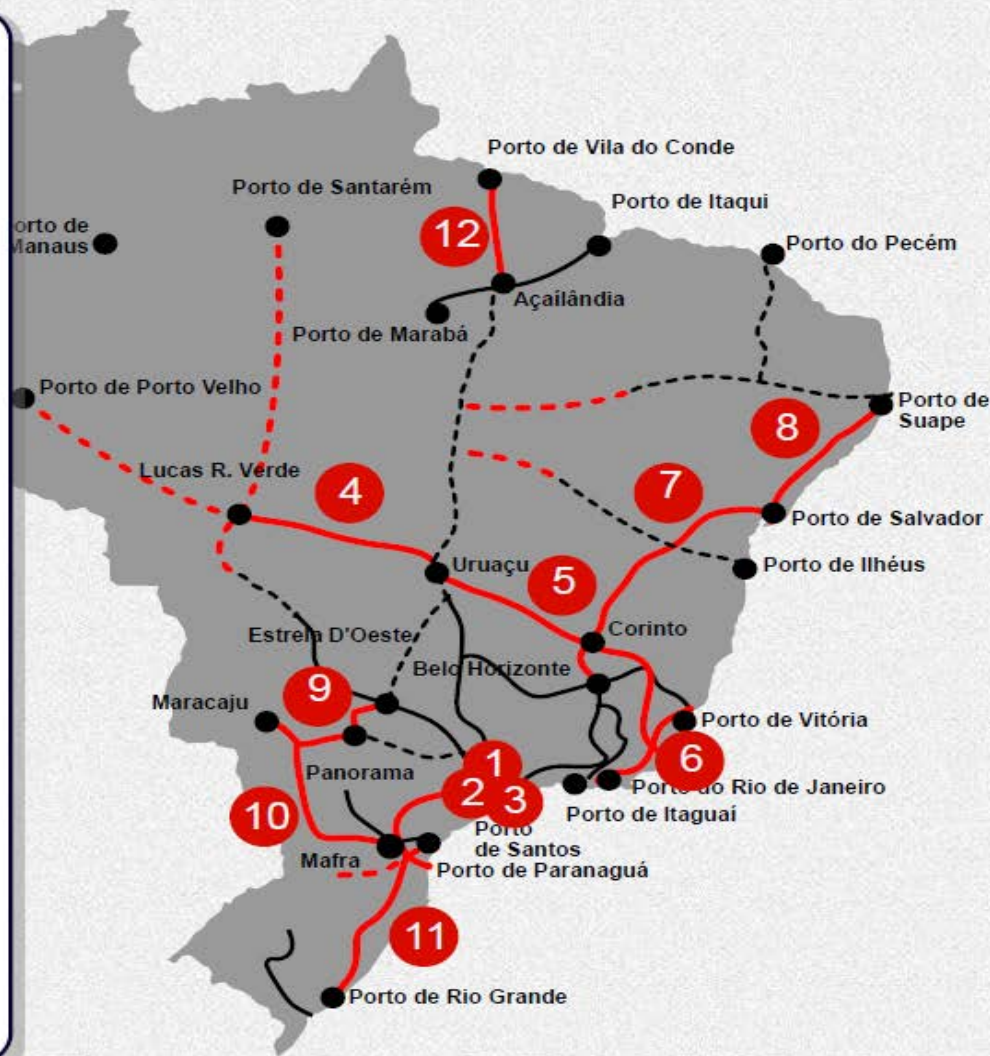 Porto de Vila do Conde
Porto de Santarém
Porto de Itaqui
12
orto de
Manaus
Porto do Pecém
Açaílândia
Porto de Marabá
Porto de Porto Velho
Porto de
Suape
8
Lucas R. Verde
4
7
Porto de Salvador
Uruaçu
5
Porto de Ilhéus
Estrela D'Oeste
Corinto
Belo Horizonte
9
Maracaju
Porto de Vitória
1
6
Panorama
2
3
Porto do Rio de Janeiro
10
Porto de Itaguaí
Porto
de Santos
Mafra
Porto de Paranaguá
11
Porto de Rio Grande